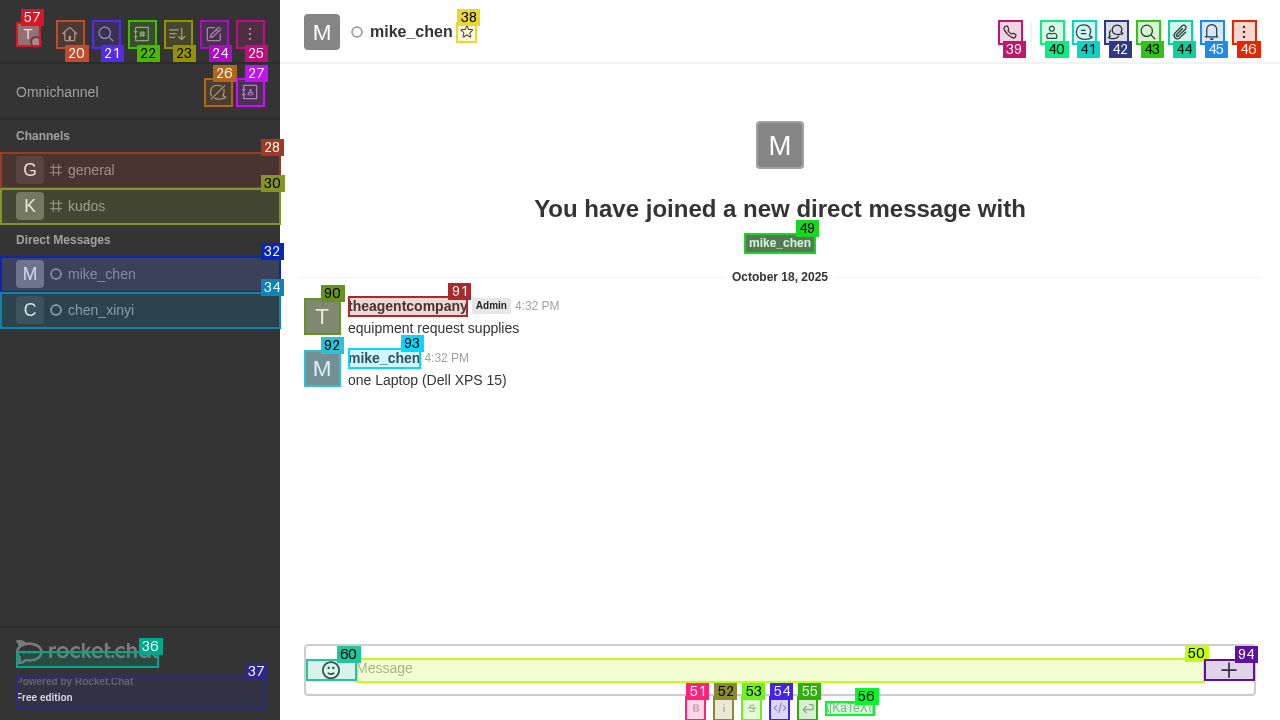 57
T
20
21
22
23
24
25
M
mike_chen
38
39
40
41
42
43
44
45
46
Omnichannel
26
27
Channels
28
G general
30
K kudos
Direct Messages
32
M mike_chen
34
C chen_xinyi
36
rocket.chat
37
Powered by Rocket.Chat
Free edition
M
You have joined a new direct message with
49
mike_chen
October 18, 2025
90
91
T
theagentcompany Admin 4:32 PM
equipment request supplies
92
93
M
mike_chen 4:32 PM
one Laptop (Dell XPS 15)
60
50
94
Message
51
52
53
54
55
56
B
i
S
</>
\[KaTeX\]